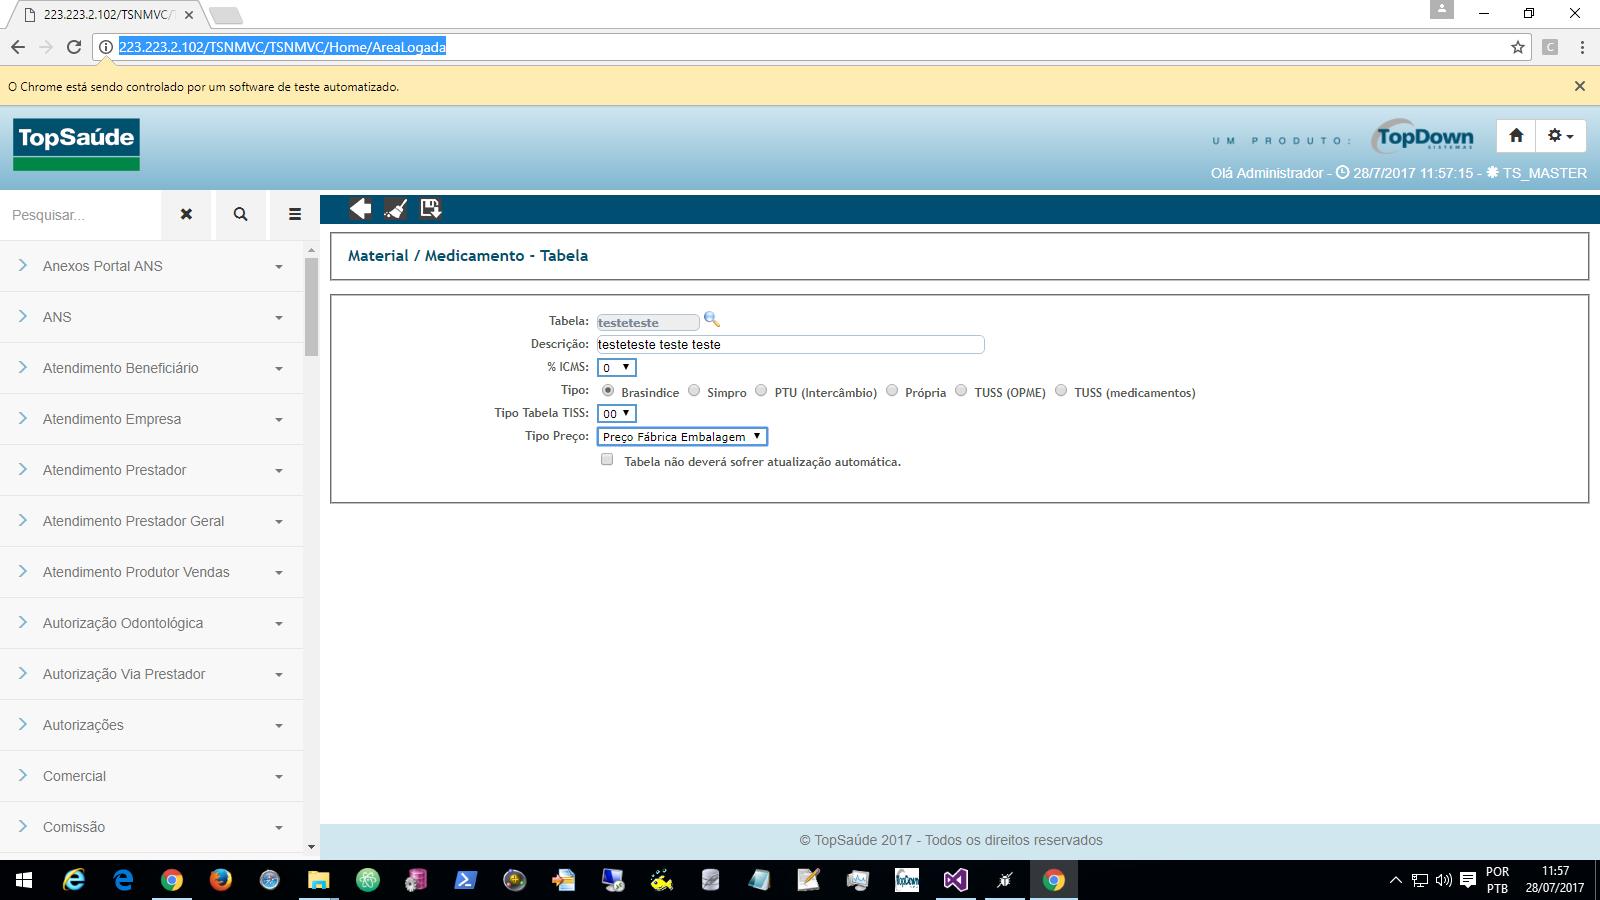 223.223.2.102/TSNMVC/T
223.223.2.102/TSNMVC/TSNMVC/Home/AreaLogada
C
O Chrome está sendo controlado por um software de teste automatizado.
TopSaúde
UM PRODUTO:
TopDown
SISTEMAS
Olá Administrador - 28/7/2017 11:57:15 - TS_MASTER
Pesquisar...
Anexos Portal ANS
ANS
Atendimento Beneficiário
Atendimento Empresa
Atendimento Prestador
Atendimento Prestador Geral
Atendimento Produtor Vendas
Autorização Odontológica
Autorização Via Prestador
Autorizações
Comercial
Comissão
Material / Medicamento - Tabela
Tabela: testeteste
Descrição: testeteste teste teste
% ICMS: 0
Tipo: Brasindice Simpro PTU (Intercâmbio) Própria TUSS (OPME) TUSS (medicamentos)
Tipo Tabela TISS: 00
Tipo Preço: Preço Fábrica Embalagem
Tabela não deverá sofrer atualização automática.
© TopSaúde 2017 - Todos os direitos reservados
TopDown
POR
PTB
11:57
28/07/2017